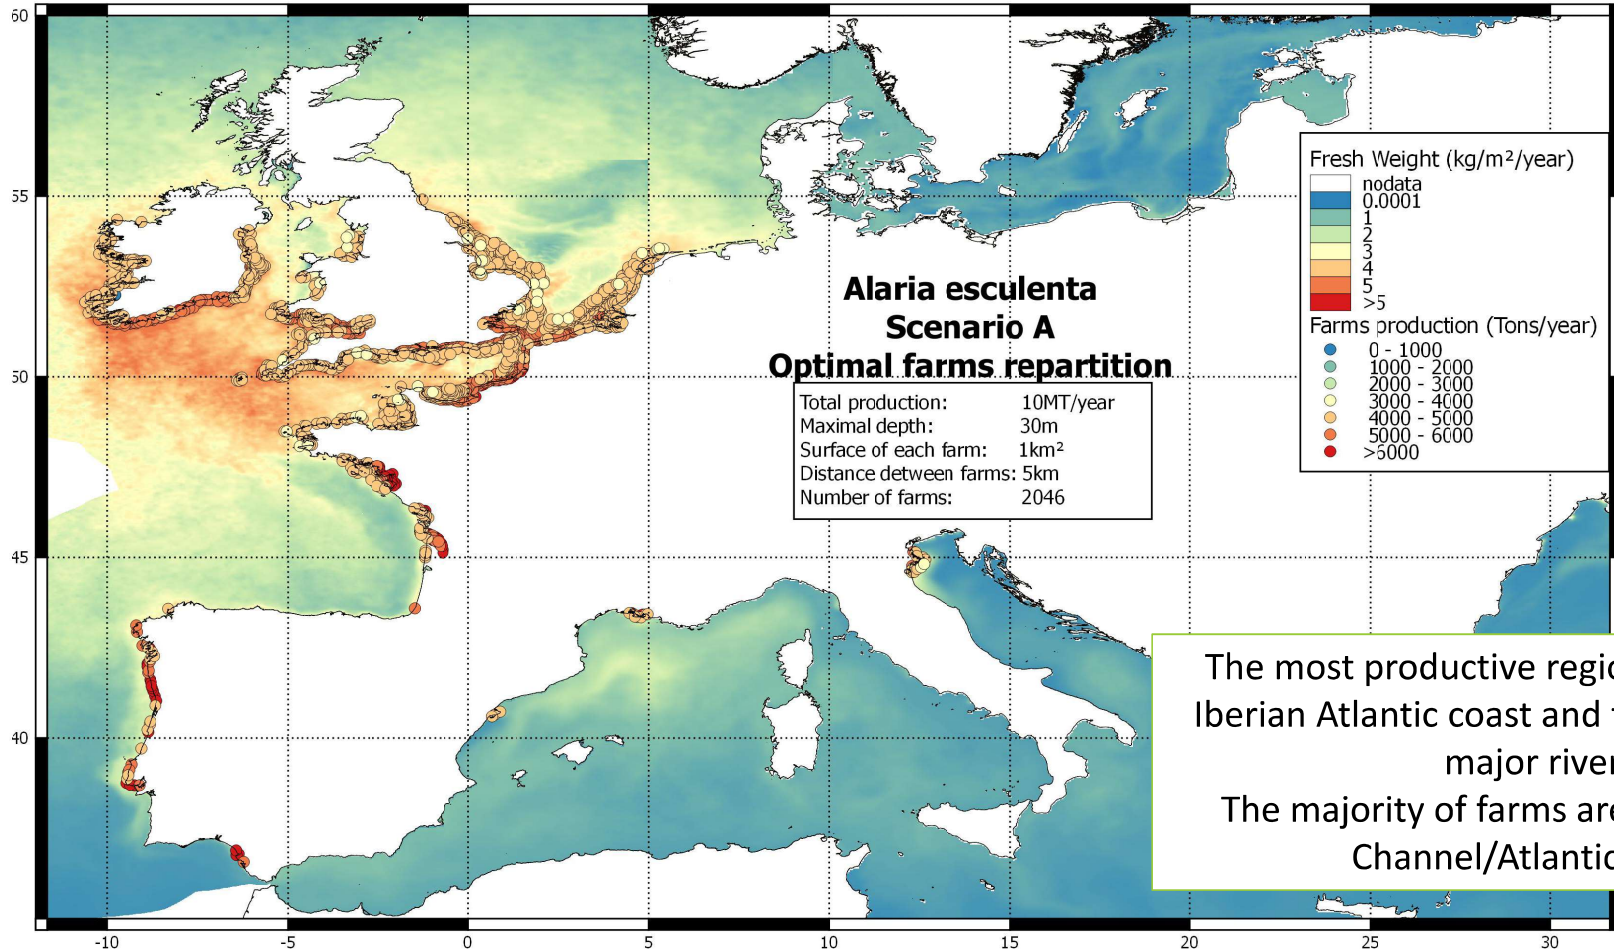 60
55
50
45
40
-10
-5
0
5
10
15
20
25
30
Alaria esculenta
Scenario A
Optimal farms repartition
Total production: 10MT/year
Maximal depth: 30m
Surface of each farm: 1km²
Distance detween farms: 5km
Number of farms: 2046
Fresh Weight (kg/m²/year)
nodata
0.0001
1
2
3
4
5
>5
Farms production (Tons/year)
0 - 1000
1000 - 2000
2000 - 3000
3000 - 4000
4000 - 5000
5000 - 6000
>6000
The most productive regio
Iberian Atlantic coast and
major river
The majority of farms are
Channel/Atlantic